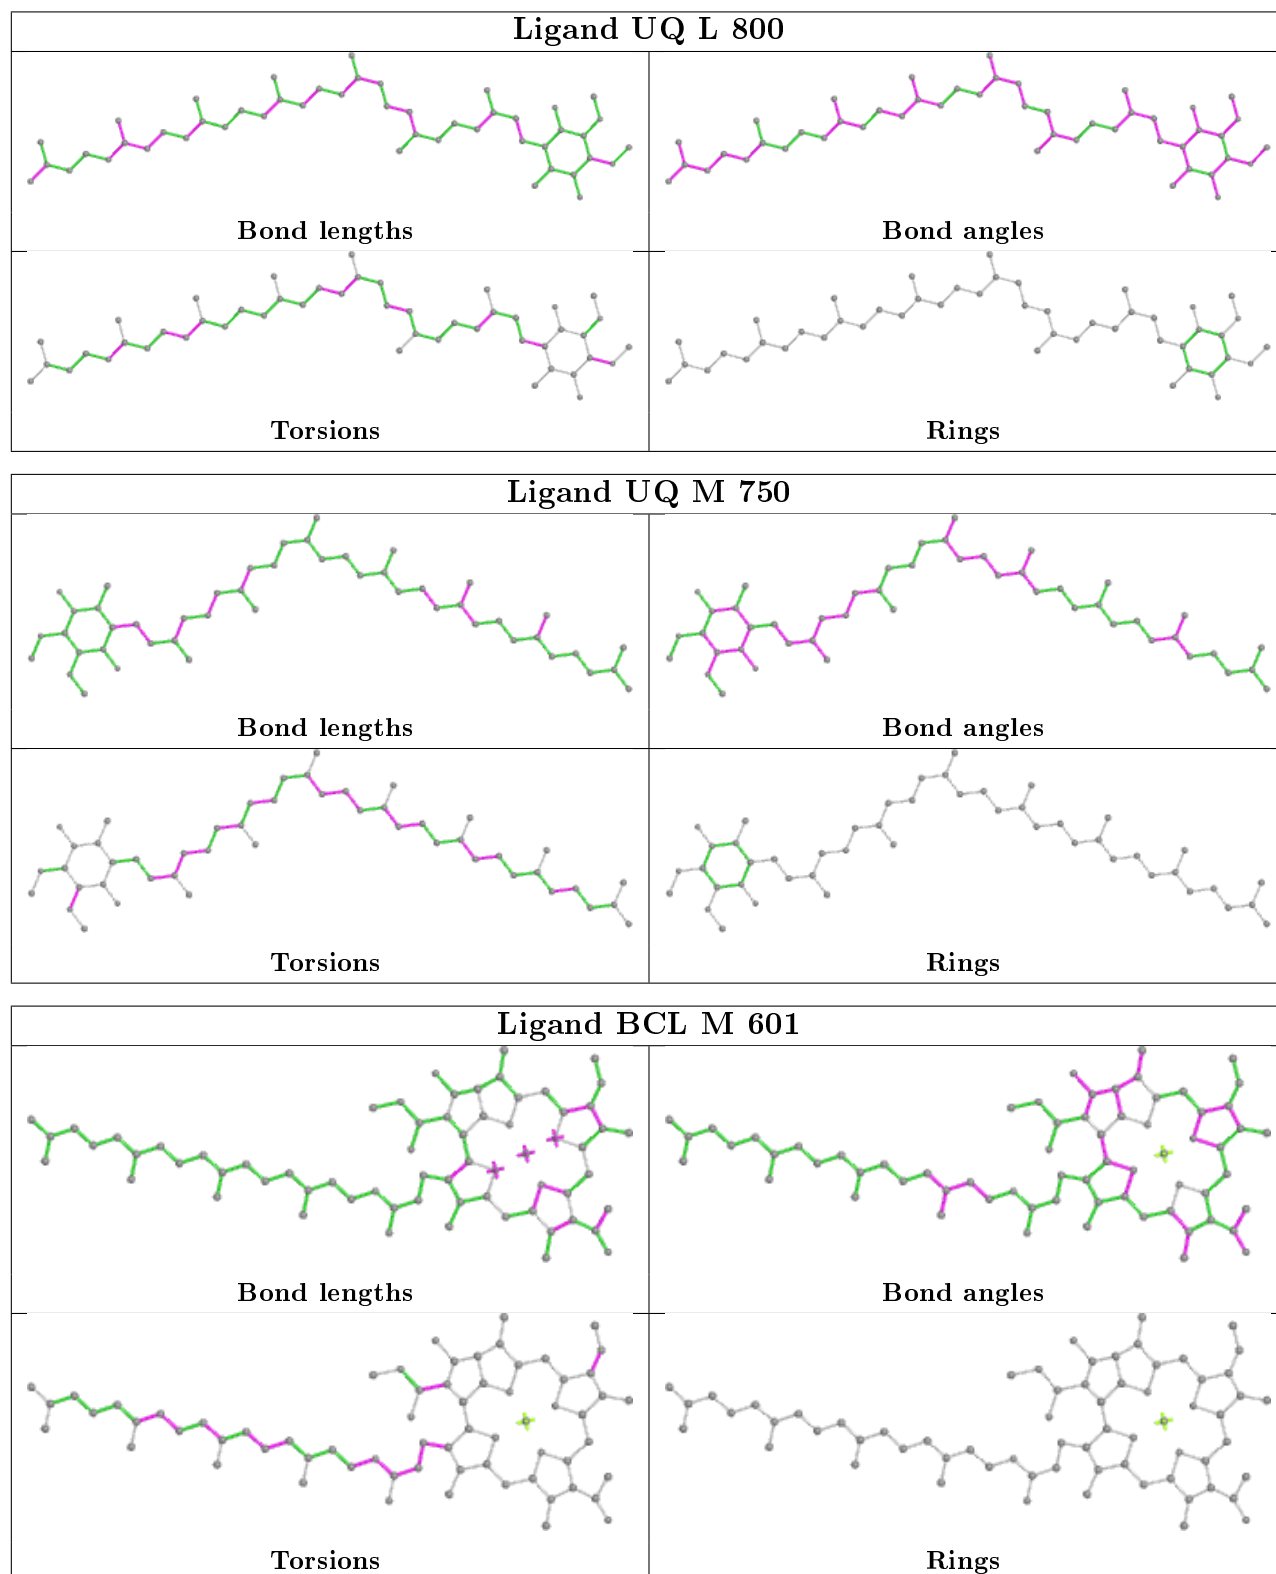 Ligand UQ L 800
Bond lengths
Bond angles
Torsions
Rings
Ligand UQ M 750
Bond lengths
Bond angles
Torsions
Rings
Ligand BCL M 601
Bond lengths
Bond angles
Torsions
Rings